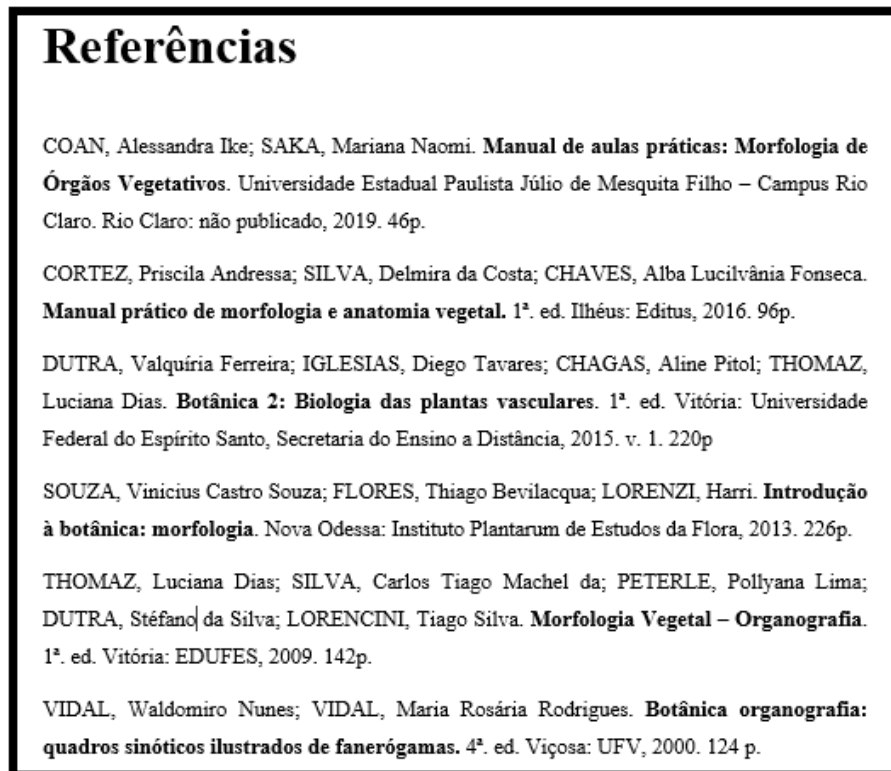 Referências
COAN, Alessandra Ike; SAKA, Mariana Naomi. Manual de aulas práticas: Morfologia de
Órgãos Vegetativos. Universidade Estadual Paulista Júlio de Mesquita Filho – Campus Rio
Claro. Rio Claro: não publicado, 2019. 46p.
CORTEZ, Priscila Andressa; SILVA, Delmira da Costa; CHAVES, Alba Lucilvânia Fonseca.
Manual prático de morfologia e anatomia vegetal. 1ª. ed. Ilhéus: Editus, 2016. 96p.
DUTRA, Valquíria Ferreira; IGLESIAS, Diego Tavares; CHAGAS, Aline Pitol; THOMAZ,
Luciana Dias. Botânica 2: Biologia das plantas vasculares. 1ª. ed. Vitória: Universidade
Federal do Espírito Santo, Secretaria do Ensino a Distância, 2015. v. 1. 220p
SOUZA, Vinicius Castro Souza; FLORES, Thiago Bevilacqua; LORENZI, Harri. Introdução
à botânica: morfologia. Nova Odessa: Instituto Plantarum de Estudos da Flora, 2013. 226p.
THOMAZ, Luciana Dias; SILVA, Carlos Tiago Machel da; PETERLE, Pollyana Lima;
DUTRA, Stéfano da Silva; LORENCINI, Tiago Silva. Morfologia Vegetal – Organografia.
1ª. ed. Vitória: EDUFES, 2009. 142p.
VIDAL, Waldomiro Nunes; VIDAL, Maria Rosária Rodrigues. Botânica organografia:
quadros sinóticos ilustrados de fanerógamas. 4ª. ed. Viçosa: UFV, 2000. 124 p.